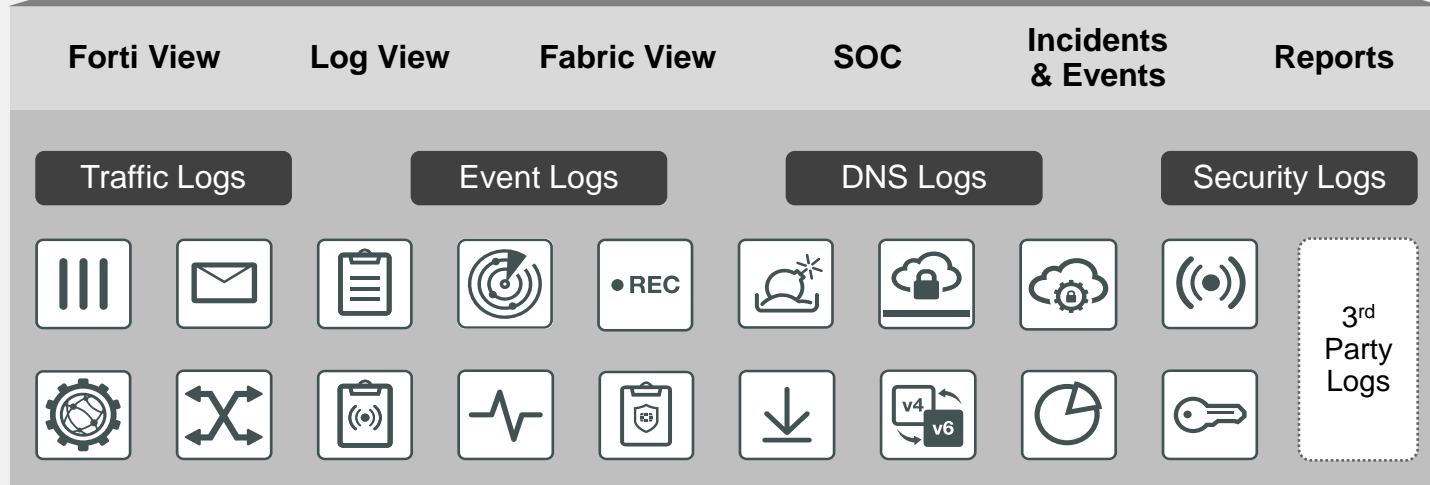 Forti View
Log View
Fabric View
SOC
Incidents
& Events
Reports
Traffic Logs
Event Logs
DNS Logs
Security Logs
REC
3rd
Party
Logs
v4
v6